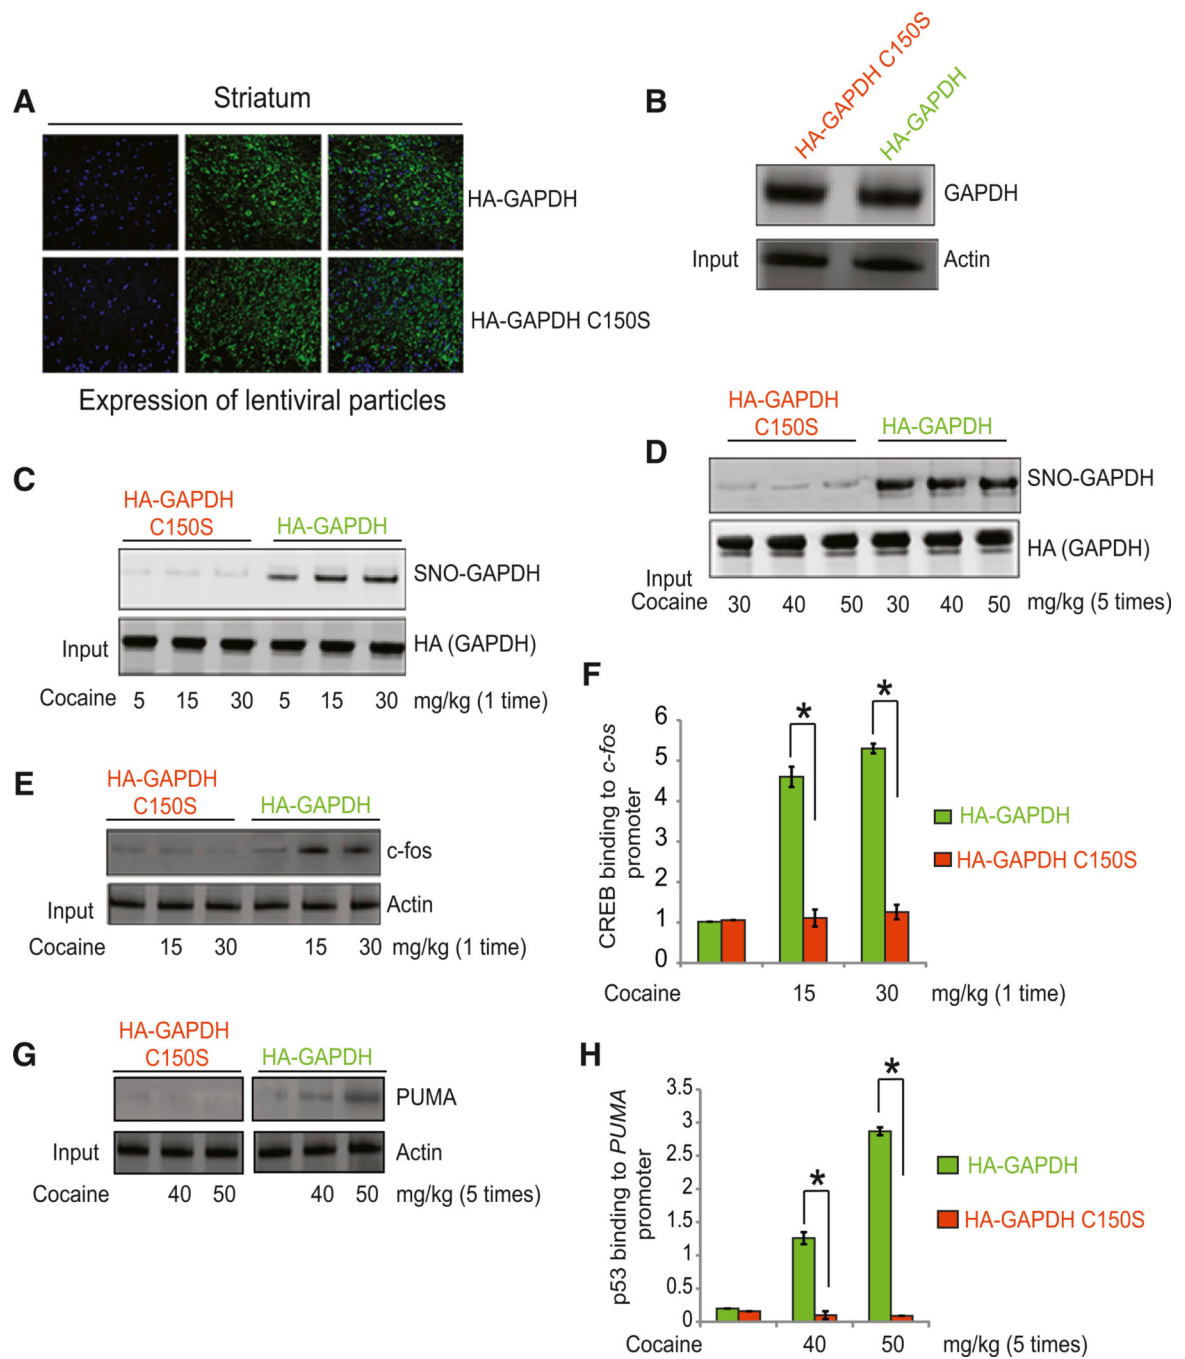 A
Striatum
HA-GAPDH
HA-GAPDH C150S
Expression of lentiviral particles
B
HA-GAPDH C150S
HA-GAPDH
GAPDH
Input
Actin
C
HA-GAPDH
C150S
HA-GAPDH
SNO-GAPDH
Input
HA (GAPDH)
Cocaine 5 15 30 5 15 30 mg/kg (1 time)
D
HA-GAPDH
C150S
HA-GAPDH
SNO-GAPDH
HA (GAPDH)
Input
Cocaine 30 40 50 30 40 50 mg/kg (5 times)
E
HA-GAPDH
C150S
HA-GAPDH
c-fos
Input
Actin
Cocaine 15 30 15 30 mg/kg (1 time)
F
CREB binding to c-fos
promoter
6
5
4
3
2
1
0
*
*
HA-GAPDH
HA-GAPDH C150S
Cocaine 15 30 mg/kg (1 time)
G
HA-GAPDH
C150S
HA-GAPDH
PUMA
Input
Actin
Cocaine 40 50 40 50 mg/kg (5 times)
H
p53 binding to PUMA
promoter
3.5
3
2.5
2
1.5
1
0.5
0
*
*
HA-GAPDH
HA-GAPDH C150S
Cocaine 40 50 mg/kg (5 times)